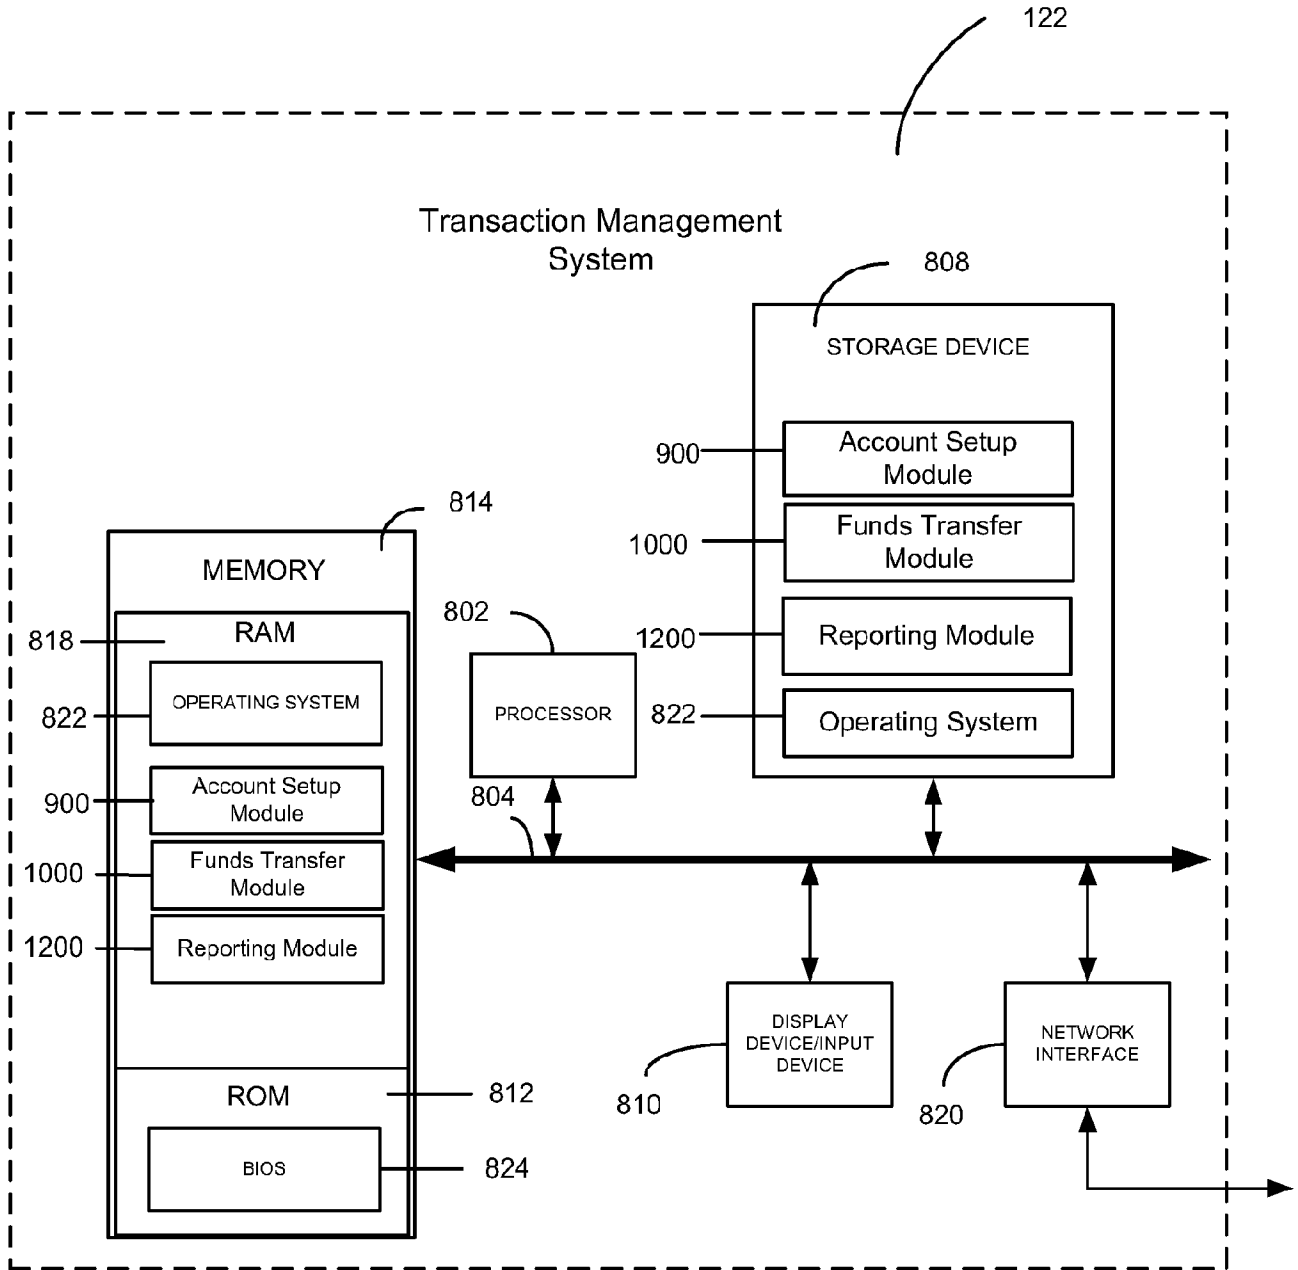 122
Transaction Management
System
808
STORAGE DEVICE
900
Account Setup
Module
1000
Funds Transfer
Module
1200
Reporting Module
822
Operating System
814
MEMORY
818
RAM
822
OPERATING SYSTEM
900
Account Setup
Module
1000
Funds Transfer
Module
1200
Reporting Module
812
ROM
824
BIOS
802
PROCESSOR
804
810
DISPLAY
DEVICE/INPUT
DEVICE
820
NETWORK
INTERFACE